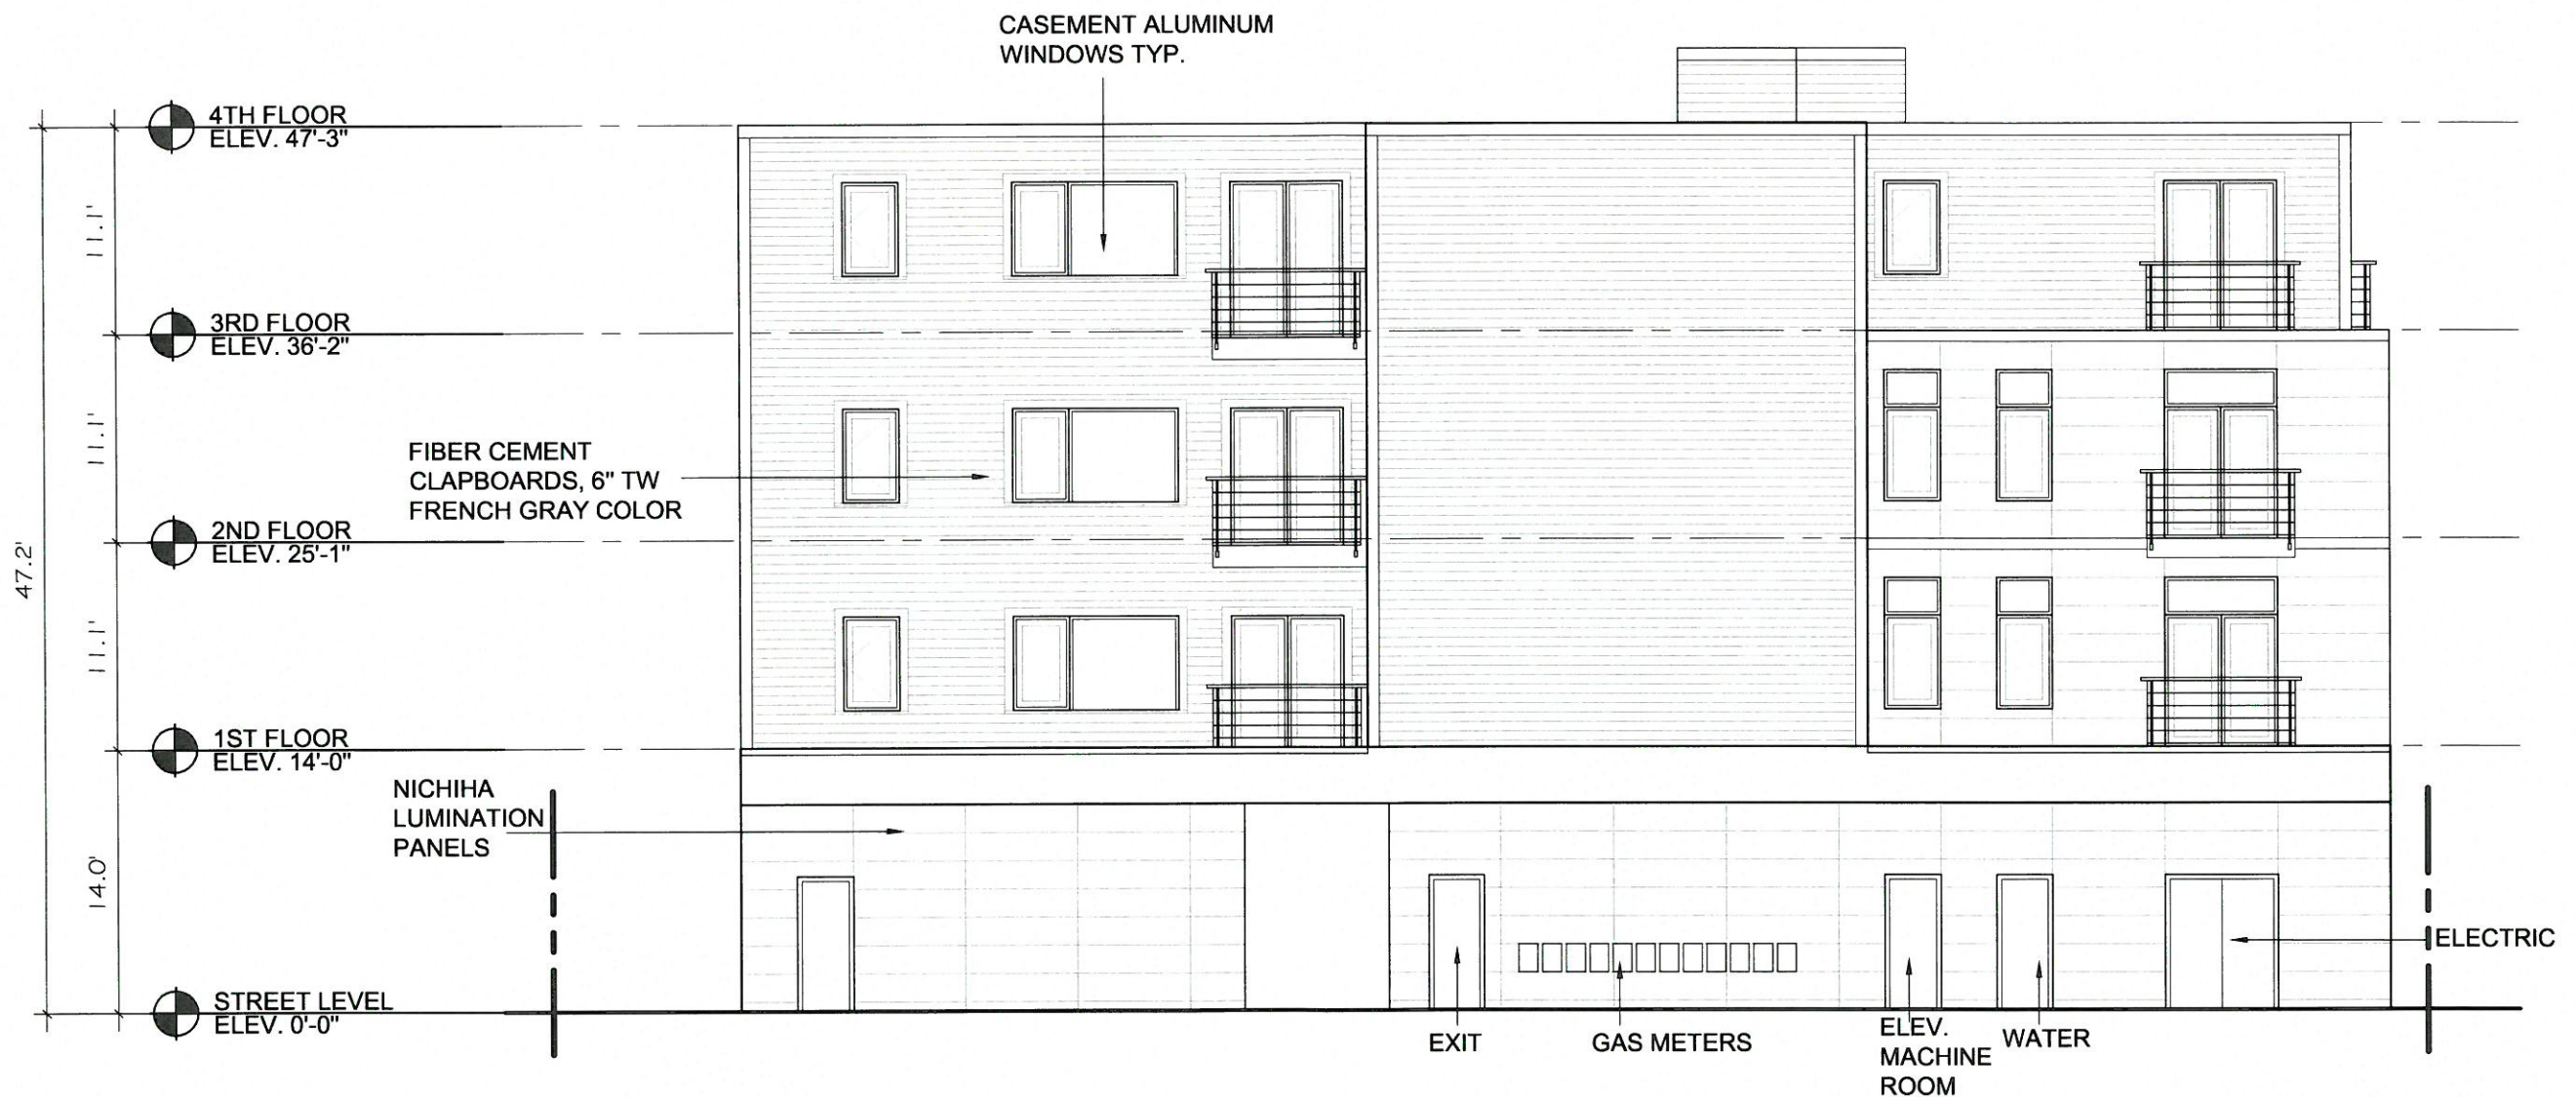 CASEMENT ALUMINUM
WINDOWS TYP.
4TH FLOOR
ELEV. 47'-3"
11.1'
3RD FLOOR
ELEV. 36'-2"
11.1'
FIBER CEMENT
CLAPBOARDS, 6" TW
FRENCH GRAY COLOR
2ND FLOOR
ELEV. 25'-1"
47.2'
11.1'
1ST FLOOR
ELEV. 14'-0"
NICHIHA
LUMINATION
PANELS
14.0'
ELECTRIC
STREET LEVEL
ELEV. 0'-0"
EXIT
GAS METERS
ELEV.
MACHINE
ROOM
WATER